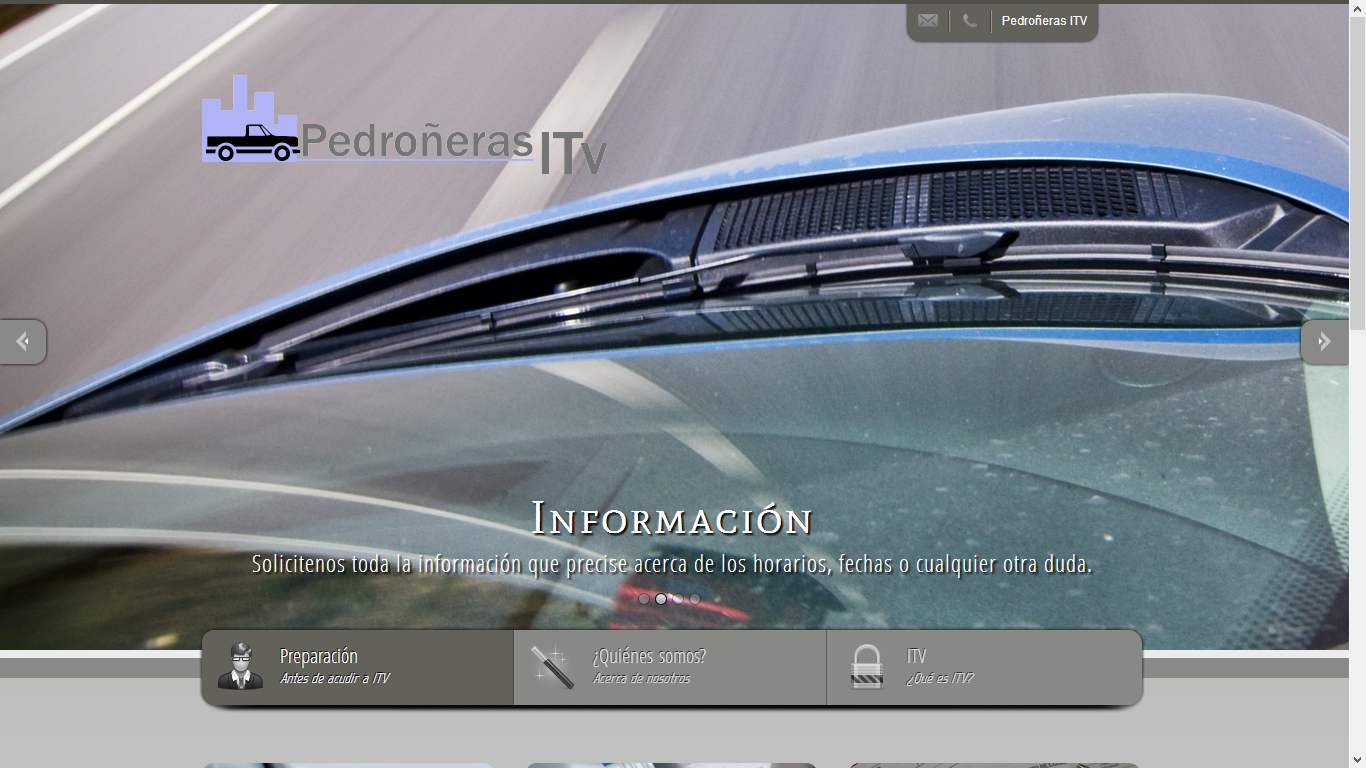 Pedroñeras ITV
Pedroñeras ITV
Información
Solicitenos toda la información que precise acerca de los horarios, fechas o cualquier otra duda.
Preparación
Antes de acudir a ITV
¿Quiénes somos?
Acerca de nosotros
ITV
¿Qué es ITV?